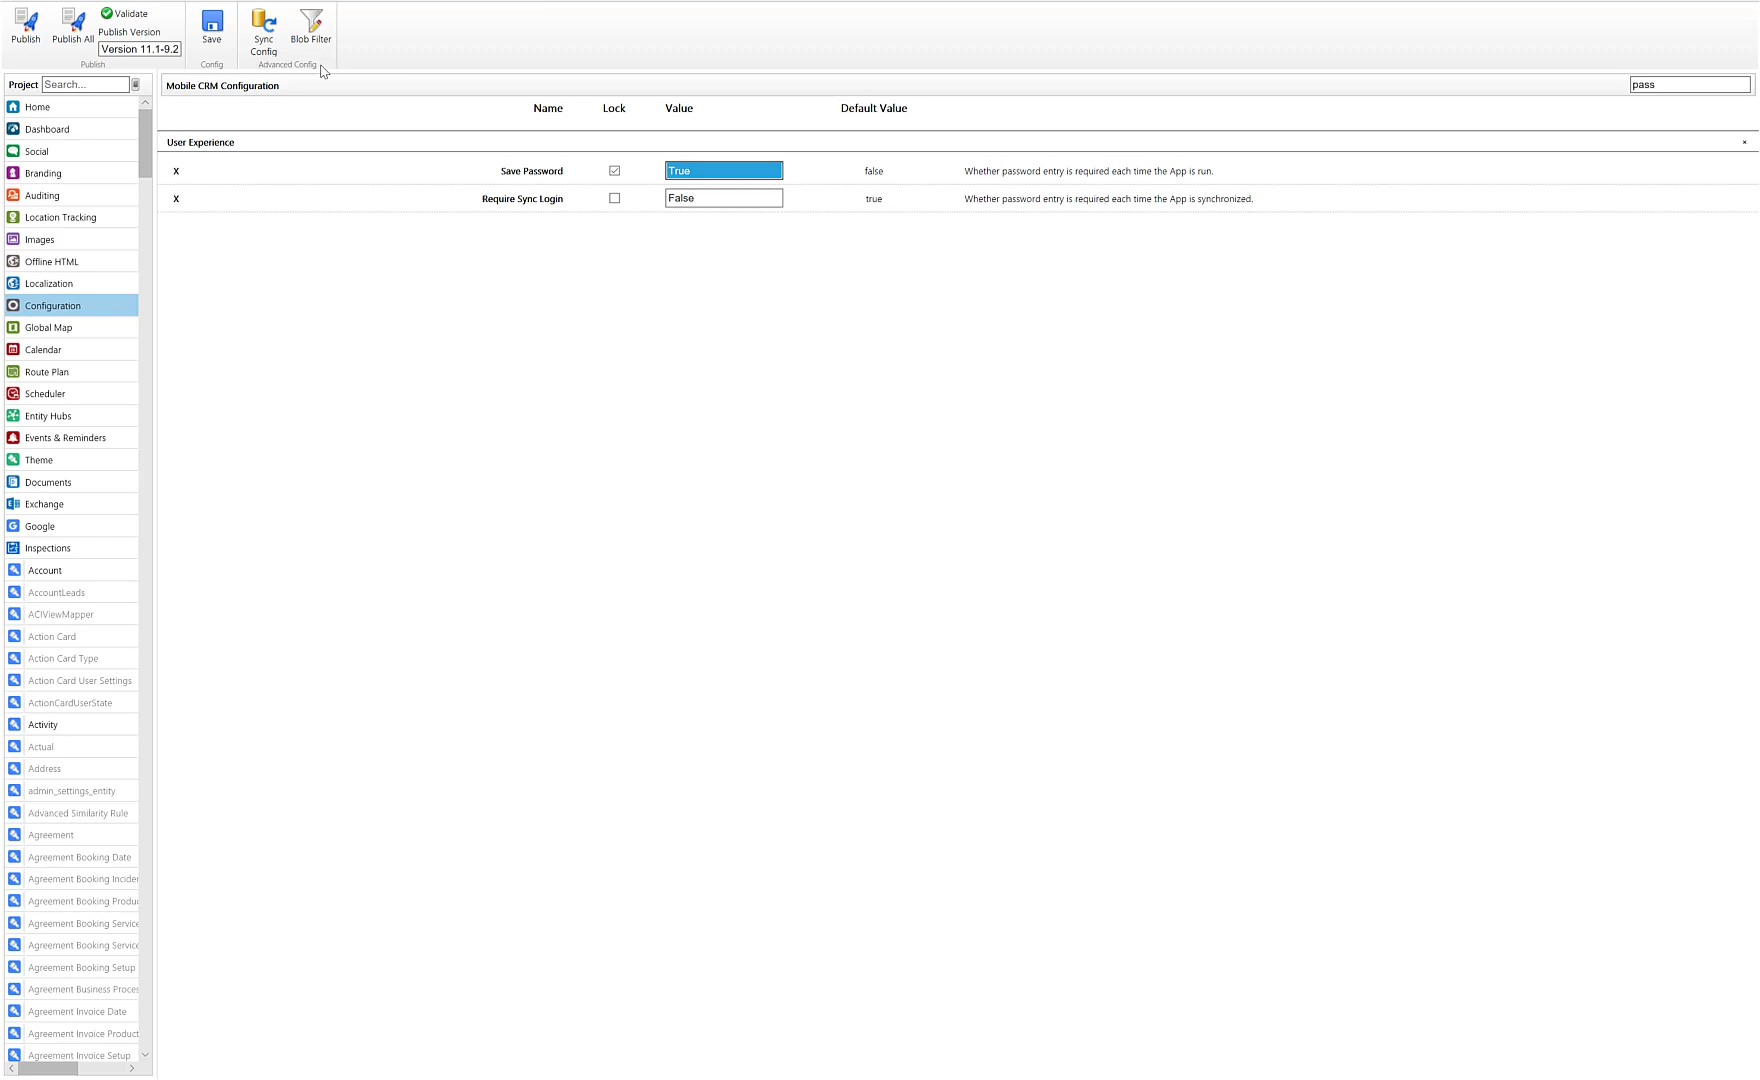 Publish
Publish All
Validate
Publish Version
Version 11.1-9.2
Publish
Save
Config
Sync
Config
Blob Filter
Advanced Config
Project
Search...
Home
Dashboard
Social
Branding
Auditing
Location Tracking
Images
Offline HTML
Localization
Configuration
Global Map
Calendar
Route Plan
Scheduler
Entity Hubs
Events & Reminders
Theme
Documents
Exchange
Google
Inspections
Account
AccountLeads
ACIViewMapper
Action Card
Action Card Type
Action Card User Settings
ActionCardUserState
Activity
Actual
Address
admin_settings_entity
Advanced Similarity Rule
Agreement
Agreement Booking Date
Agreement Booking Inciden
Agreement Booking Produc
Agreement Booking Service
Agreement Booking Service
Agreement Booking Setup
Agreement Business Proces
Agreement Invoice Date
Agreement Invoice Product
Agreement Invoice Setup
Mobile CRM Configuration
pass
Name Lock Value Default Value
User Experience
X Save Password True false Whether password entry is required each time the App is run.
X Require Sync Login False true Whether password entry is required each time the App is synchronized.